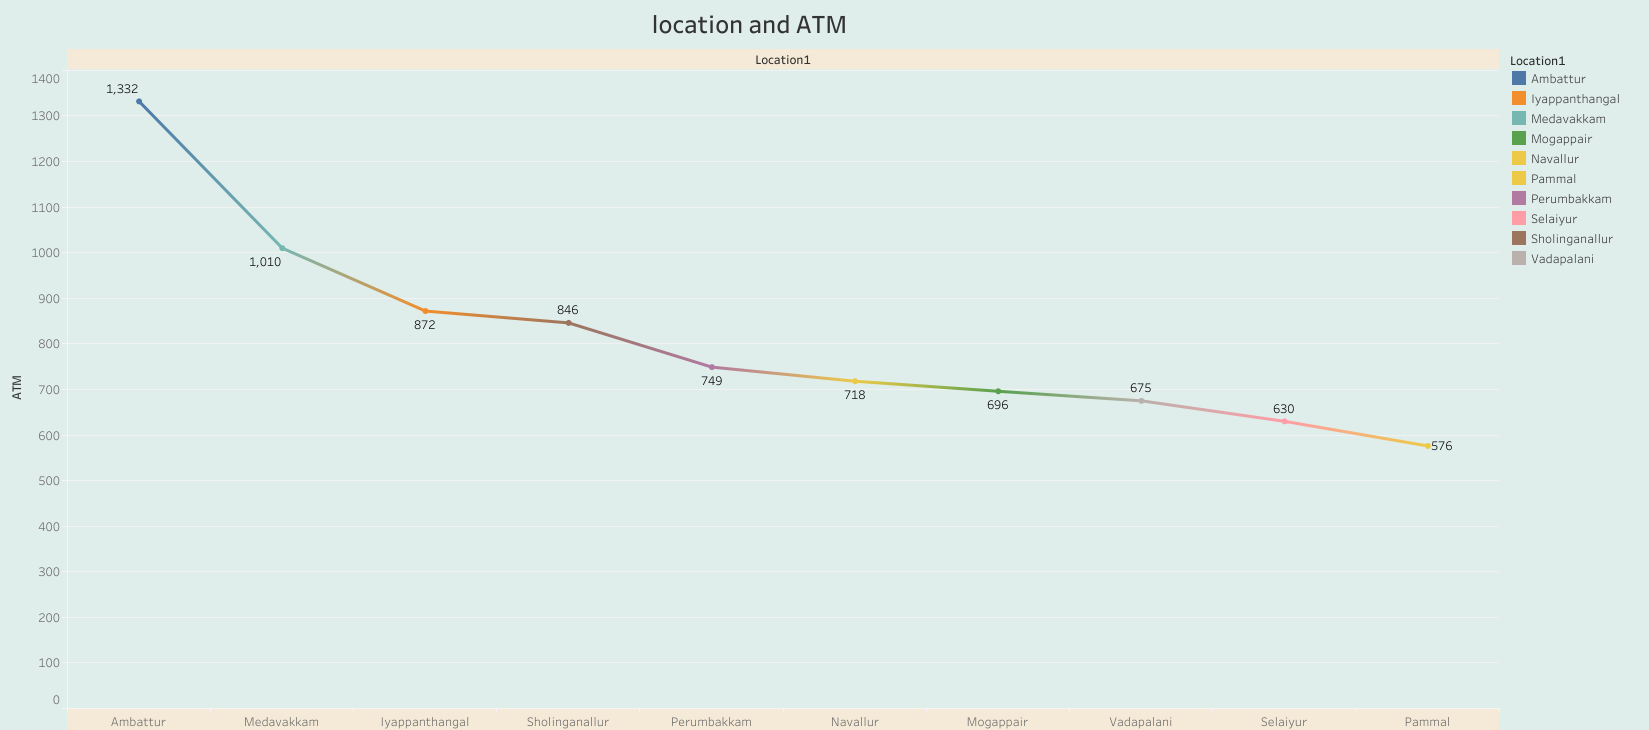 location and ATM
Location1
1400
1300
1200
1100
1000
900
800
700
600
500
400
300
200
100
0
ATM
1,332
1,010
872
846
749
718
696
675
630
576
Ambattur
Medavakkam
Iyappanthangal
Sholinganallur
Perumbakkam
Navallur
Mogappair
Vadapalani
Selaiyur
Pammal
Location1
Ambattur
Iyappanthangal
Medavakkam
Mogappair
Navallur
Pammal
Perumbakkam
Selaiyur
Sholinganallur
Vadapalani